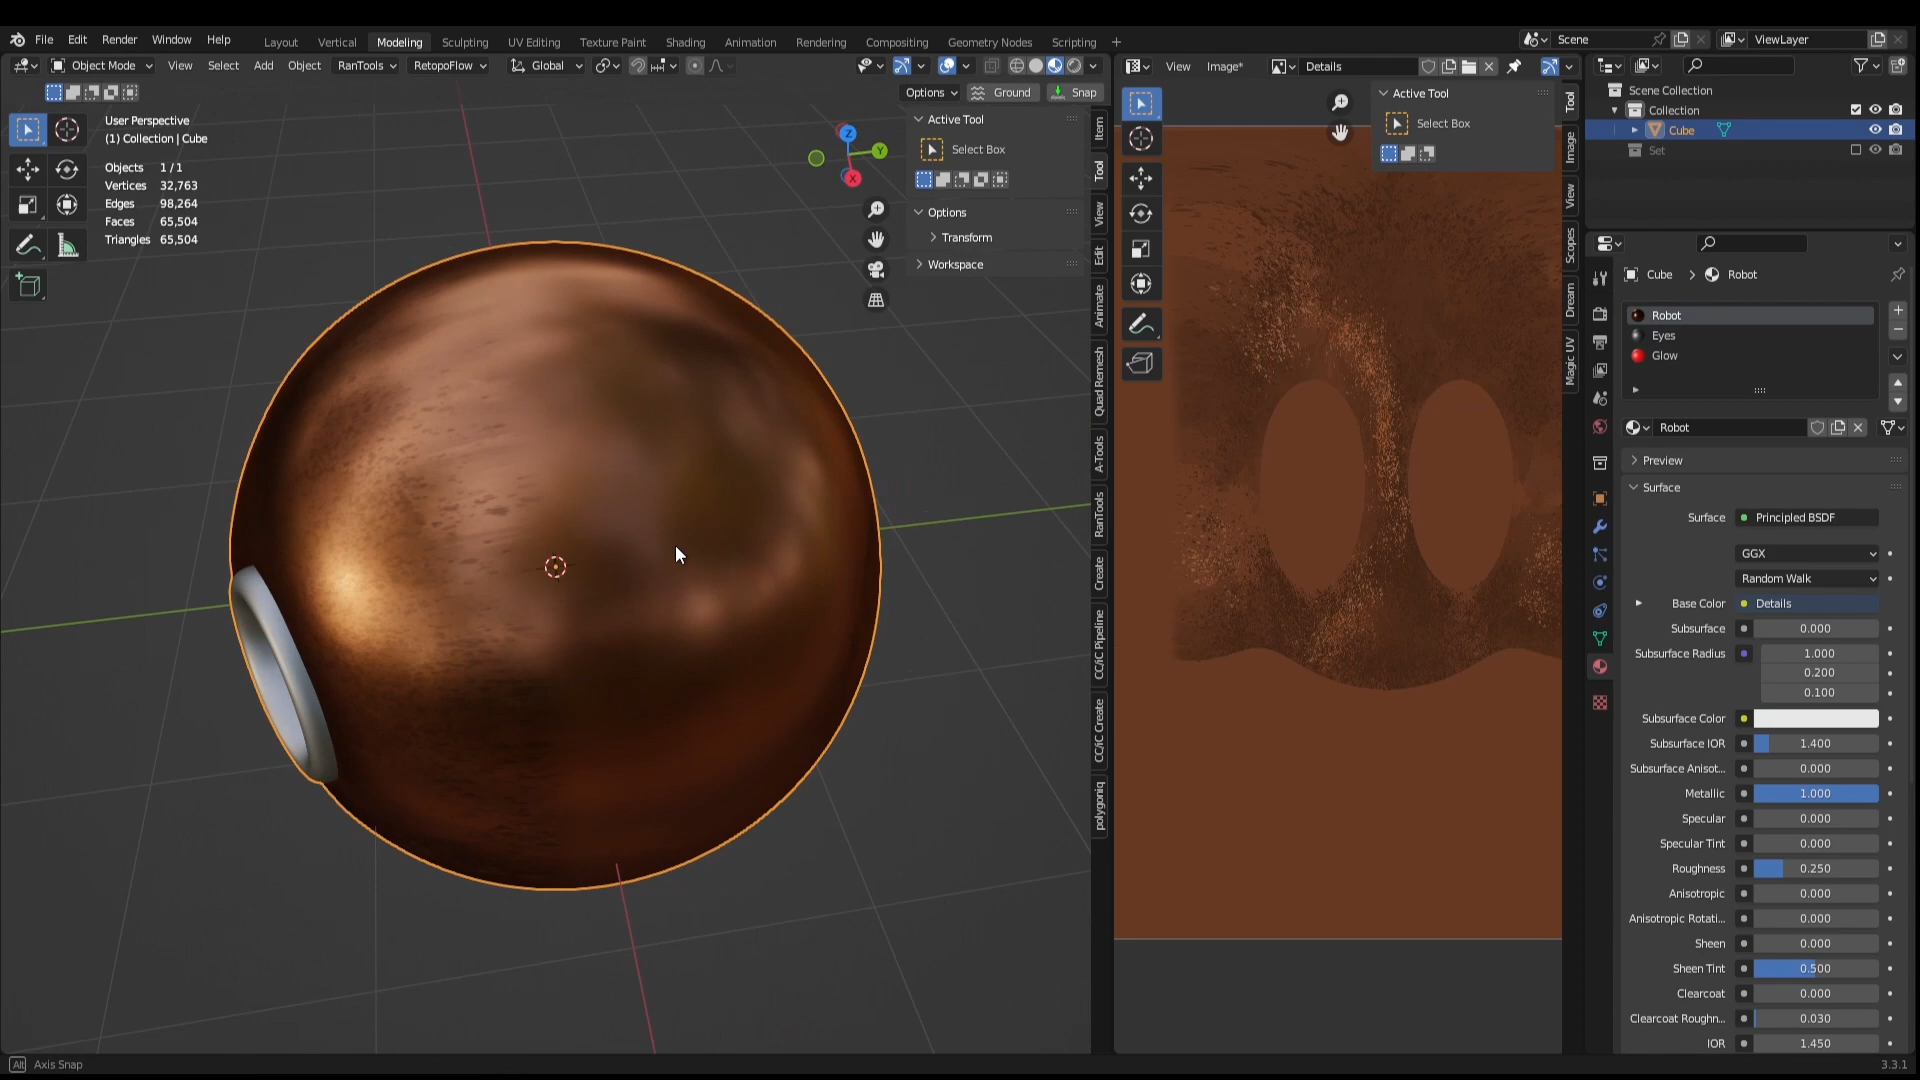 File Edit Render Window Help
Layout Vertical Modeling Sculpting UV Editing Texture Paint Shading Animation Rendering Compositing Geometry Nodes Scripting +
Scene
ViewLayer
Object Mode View Select Add Object RanTools RetopoFlow Global
Options Ground Snap
User Perspective
(1) Collection | Cube
Objects 1 / 1
Vertices 32,763
Edges 98,264
Faces 65,504
Triangles 65,504
Z
Y
X
Active Tool
Select Box
Options
Transform
Workspace
Item
Tool
View
Edit
Animate
Quad Remesh
A-Tools
RanTools
Create
CC/iC Pipeline
CC/iC Create
polygoniq
View Image* Details
Active Tool
Select Box
Tool
Image
View
Scopes
Dream
Magic UV
Scene Collection
Collection
Cube
Set
Cube > Robot
Robot
Eyes
Glow
Robot
Preview
Surface
Surface Principled BSDF
GGX
Random Walk
Base Color Details
Subsurface 0.000
Subsurface Radius 1.000
0.200
0.100
Subsurface Color
Subsurface IOR 1.400
Subsurface Anisot... 0.000
Metallic 1.000
Specular 0.000
Specular Tint 0.000
Roughness 0.250
Anisotropic 0.000
Anisotropic Rotati... 0.000
Sheen 0.000
Sheen Tint 0.500
Clearcoat 0.000
Clearcoat Roughn... 0.030
IOR 1.450
Alt Axis Snap
3.3.1